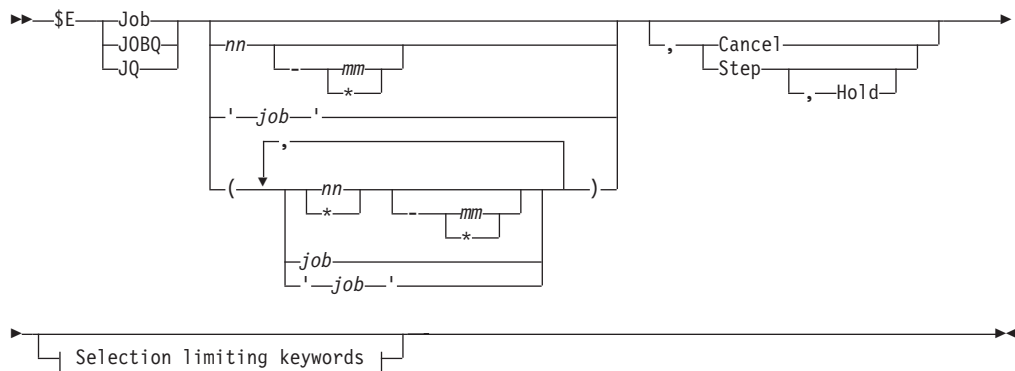 $E Job
JOBQ
JQ
nn
- mm
*
' job '
,
( nn - mm )
* *
job
' job '
, Cancel
Step
, Hold
Selection limiting keywords